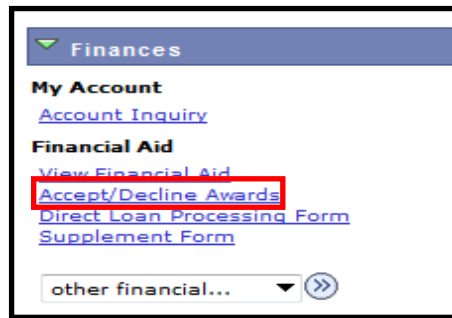 Finances
My Account
Account Inquiry
Financial Aid
View Financial Aid
Accept/Decline Awards
Direct Loan Processing Form
Supplement Form
other financial...